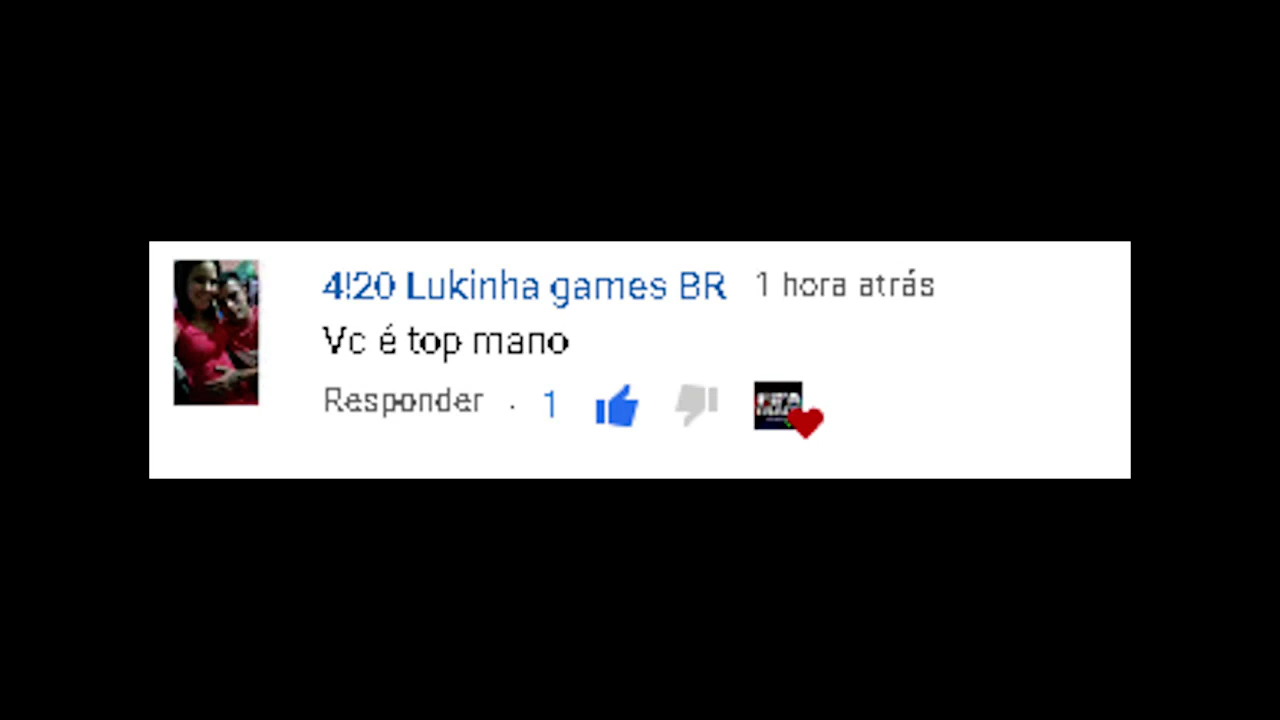 4!20 Lukinha games BR 1 hora atrás
Vc é top mano
Responder · 1